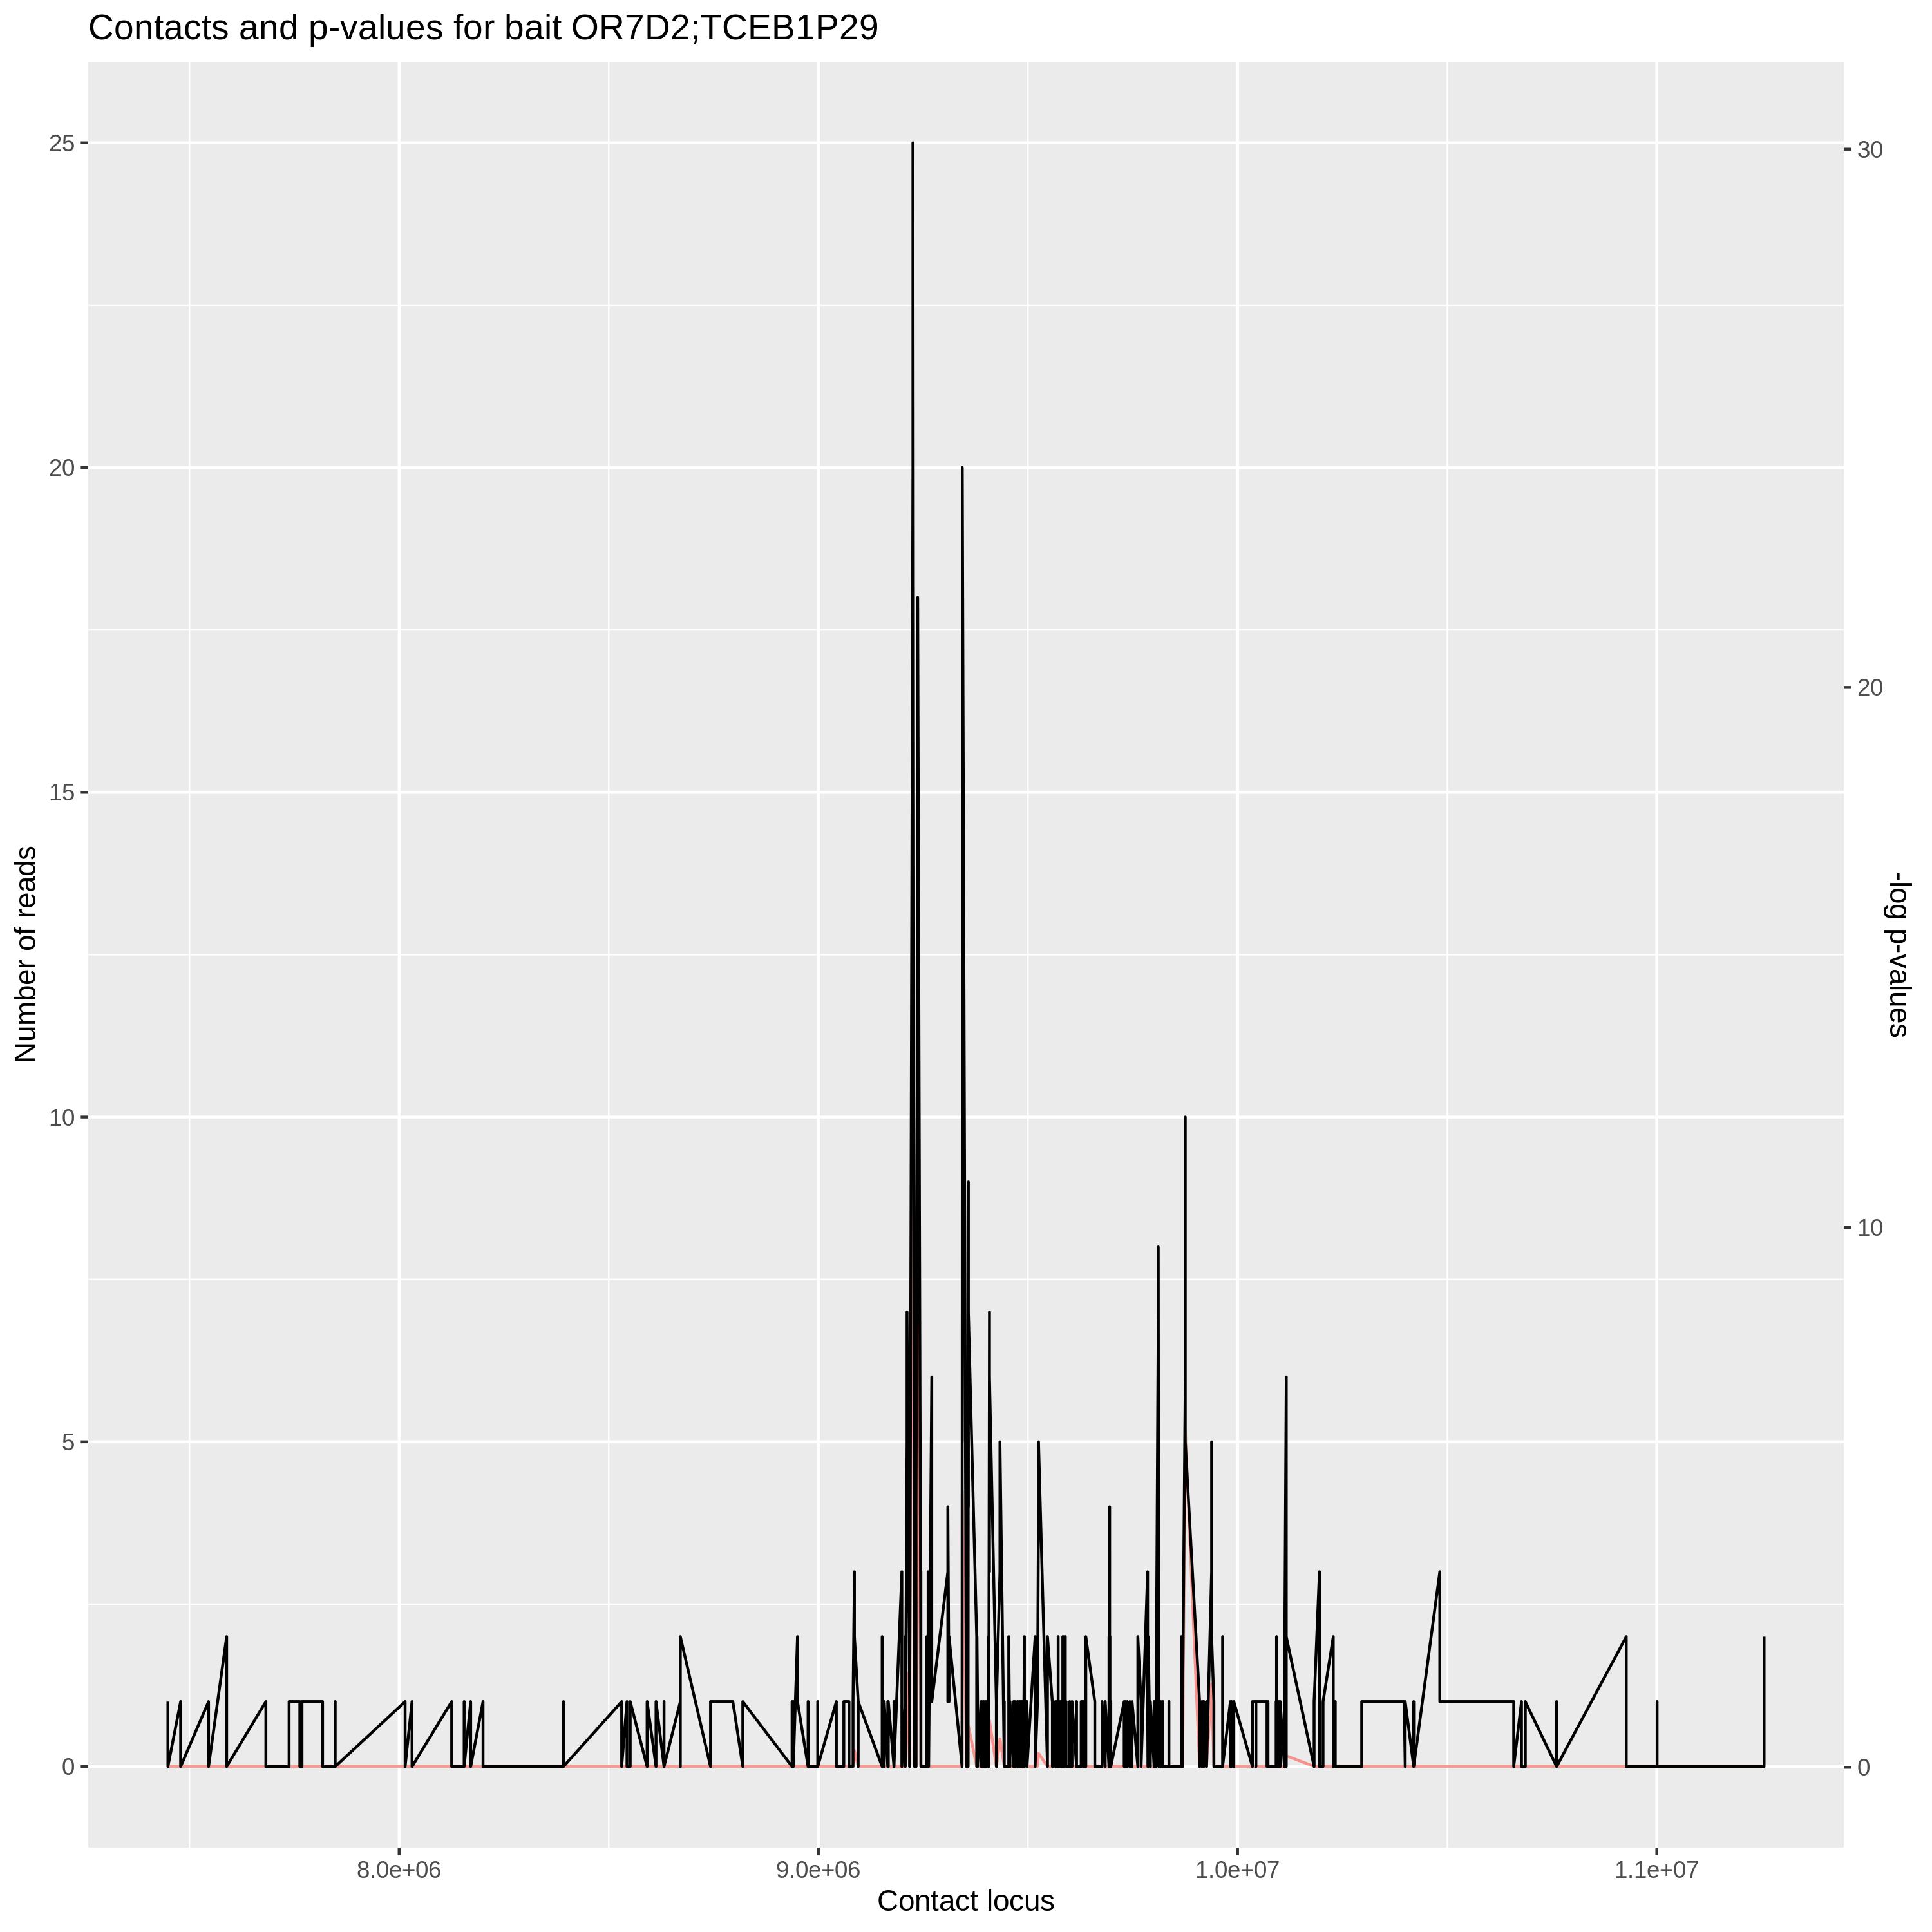 Contacts and p-values for bait OR7D2;TCEB1P29
25
20
15
10
5
0
Number of reads
30
20
10
0
-log p-values
8.0e+06
9.0e+06
1.0e+07
1.1e+07
Contact locus